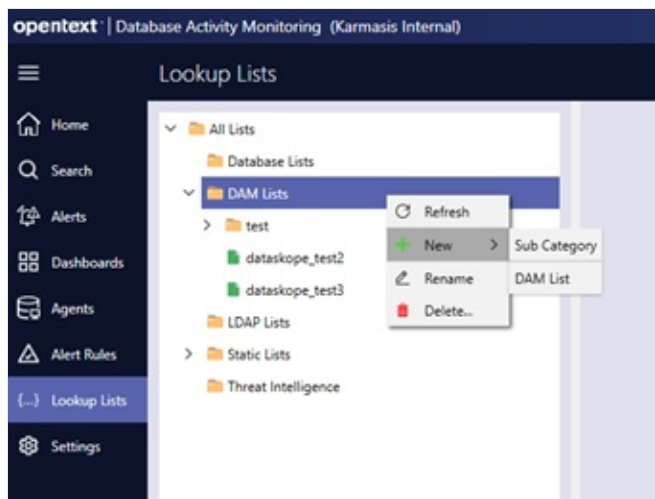 opentext | Database Activity Monitoring (Karmasis Internal)
Lookup Lists
Home
Search
Alerts
Dashboards
Agents
Alert Rules
{...} Lookup Lists
Settings
All Lists
Database Lists
DAM Lists
test
dataskope_test2
dataskope_test3
LDAP Lists
Static Lists
Threat Intelligence
Refresh
New
Rename
Delete...
Sub Category
DAM List